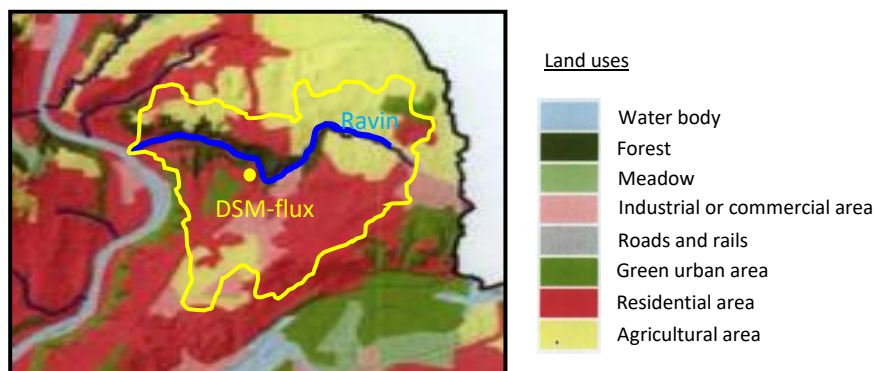 Ravin
DSM-flux
Land uses
Water body
Forest
Meadow
Industrial or commercial area
Roads and rails
Green urban area
Residential area
Agricultural area